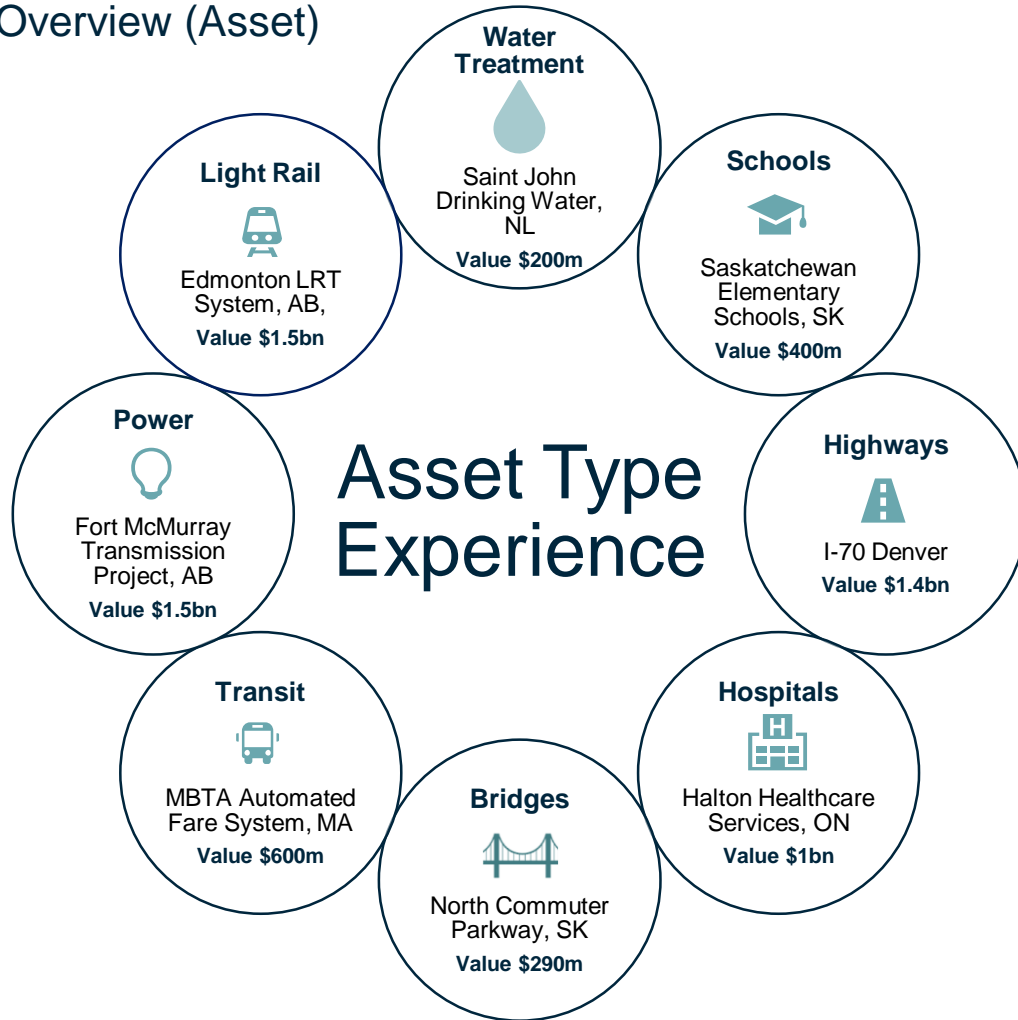 Overview (Asset)
Water
Treatment
Saint John
Drinking Water,
NL
Value $200m
Schools
Saskatchewan
Elementary
Schools, SK
Value $400m
Highways
I-70 Denver
Value $1.4bn
Hospitals
H
Halton Healthcare
Services, ON
Value $1bn
Bridges
North Commuter
Parkway, SK
Value $290m
Transit
MBTA Automated
Fare System, MA
Value $600m
Power
Fort McMurray
Transmission
Project, AB
Value $1.5bn
Light Rail
Edmonton LRT
System, AB,
Value $1.5bn
Asset Type
Experience